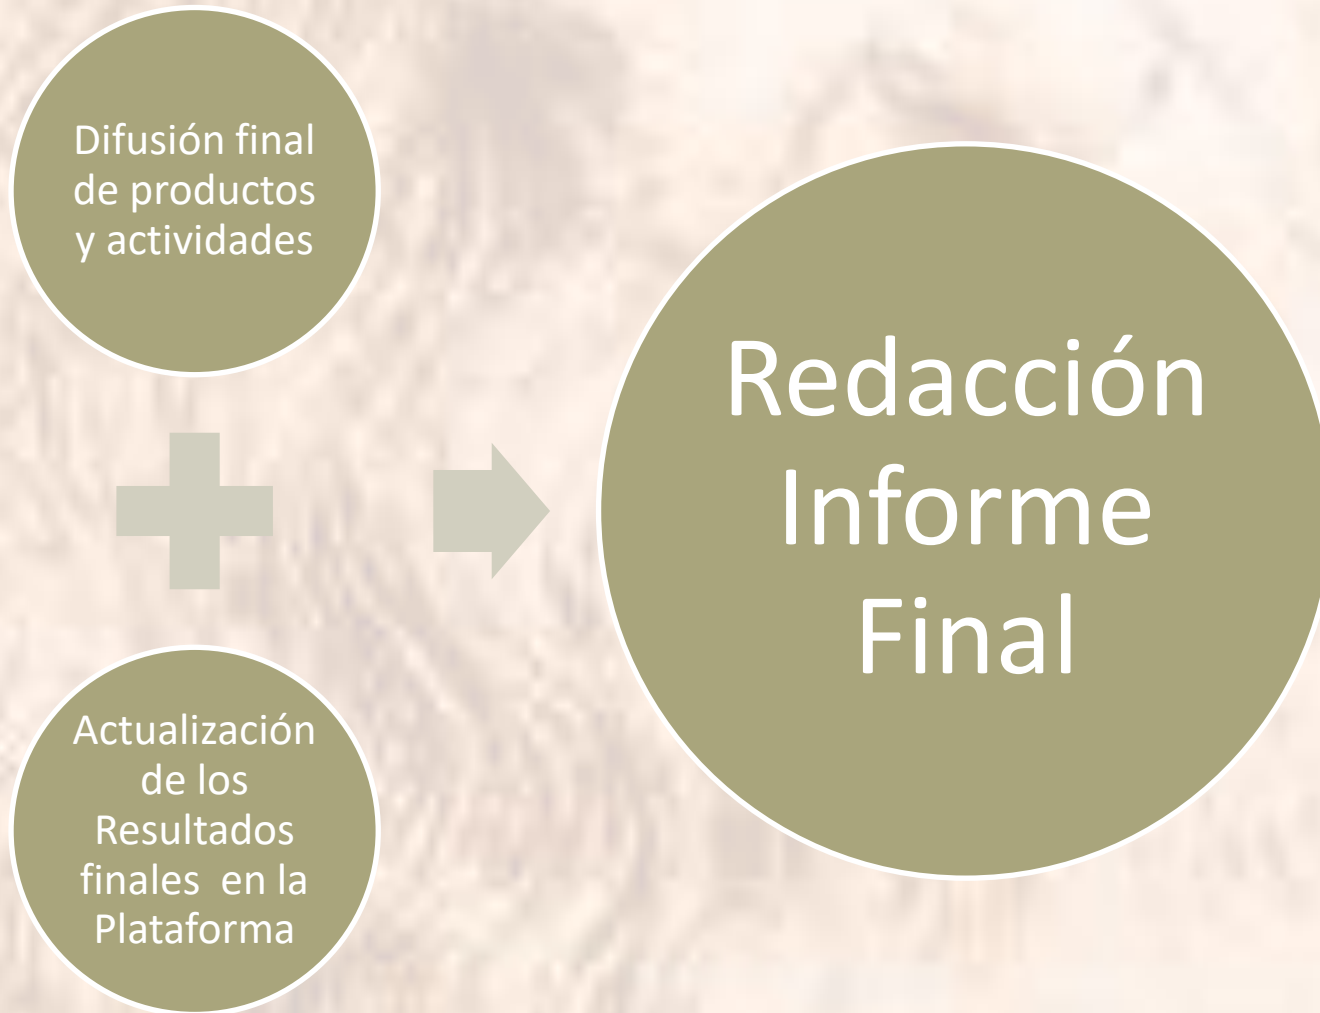 Difusión final
de productos
y actividades
Actualización
de los
Resultados
finales  en la
Plataforma
Redacción
Informe
Final